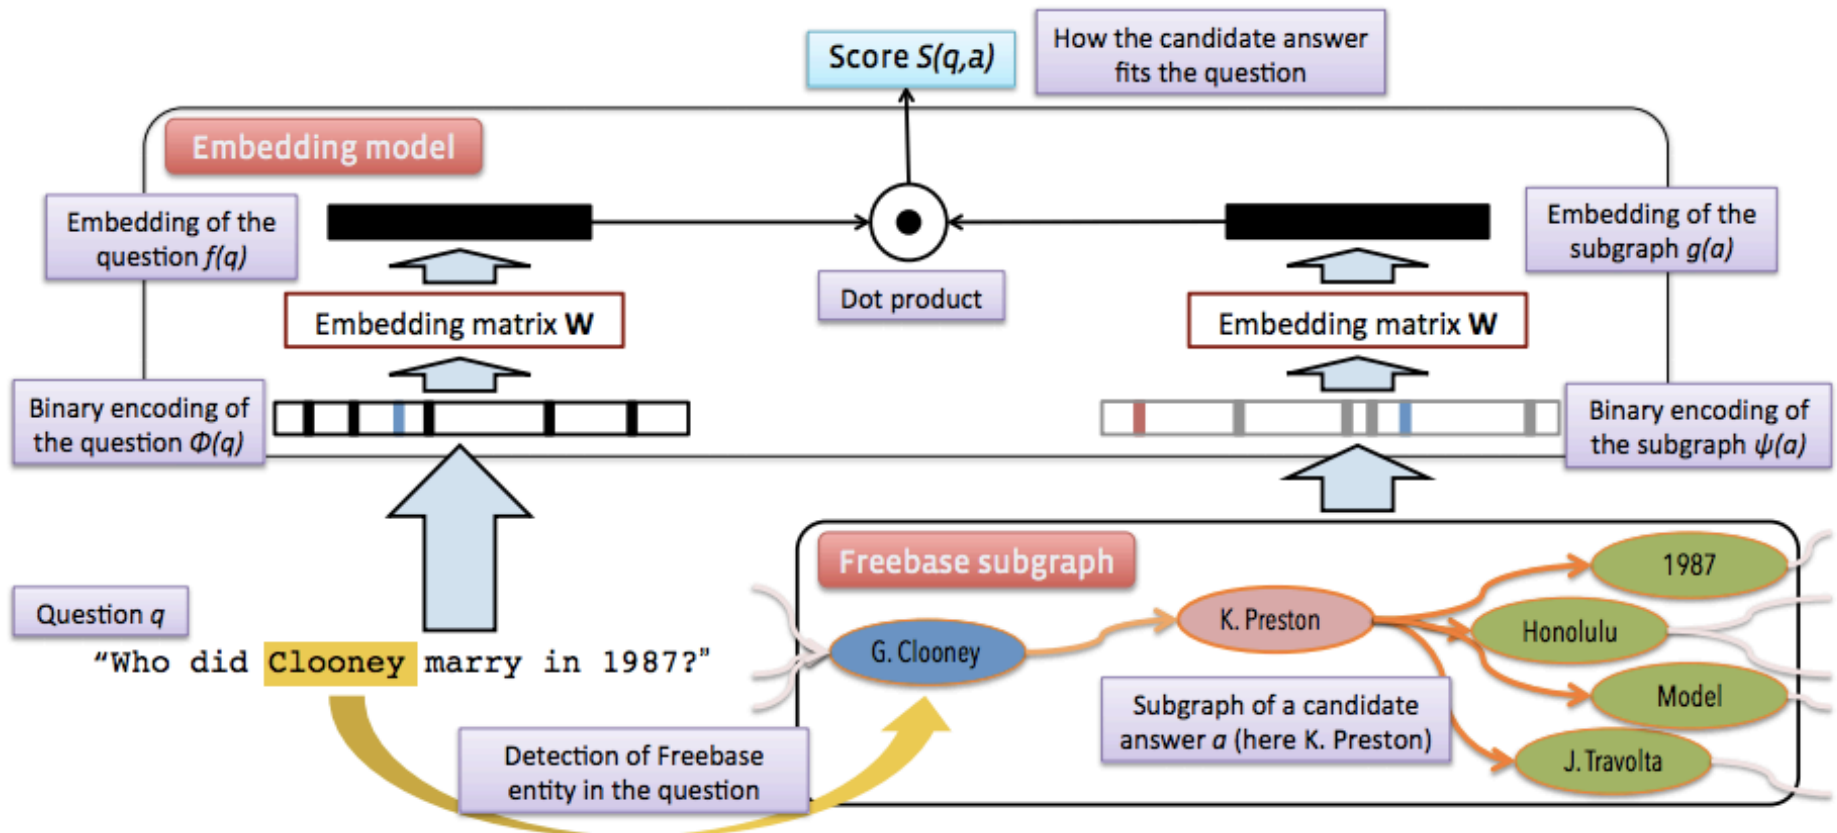 Score S(q,a)
How the candidate answer
fits the question
Embedding model
Embedding of the
question f(q)
Embedding of the
subgraph g(a)
Dot product
Embedding matrix W
Embedding matrix W
Binary encoding of
the question Φ(q)
Binary encoding of
the subgraph ψ(a)
Freebase subgraph
1987
Question q
K. Preston
Honolulu
“Who did Clooney marry in 1987?”
G. Clooney
Model
Subgraph of a candidate
answer a (here K. Preston)
J. Travolta
Detection of Freebase
entity in the question